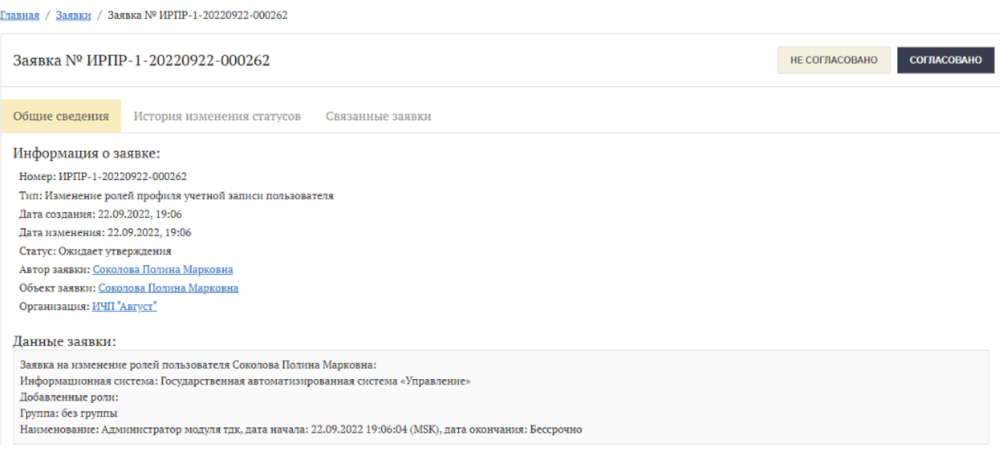 Главная / Заявки / Заявка № ИРПР-1-20220922-000262
Заявка № ИРПР-1-20220922-000262
НЕ СОГЛАСОВАНО
СОГЛАСОВАНО
Общие сведения
История изменения статусов
Связанные заявки
Информация о заявке:
Номер: ИРПР-1-20220922-000262
Тип: Изменение ролей профиля учетной записи пользователя
Дата создания: 22.09.2022, 19:06
Дата изменения: 22.09.2022, 19:06
Статус: Ожидает утверждения
Автор заявки: Соколова Полина Марковна
Объект заявки: Соколова Полина Марковна
Организация: ИЧП "Август"
Данные заявки:
Заявка на изменение ролей пользователя Соколова Полина Марковна:
Информационная система: Государственная автоматизированная система «Управление»
Добавленные роли:
Группа: без группы
Наименование: Администратор модуля тдк, дата начала: 22.09.2022 19:06:04 (MSK), дата окончания: Бессрочно